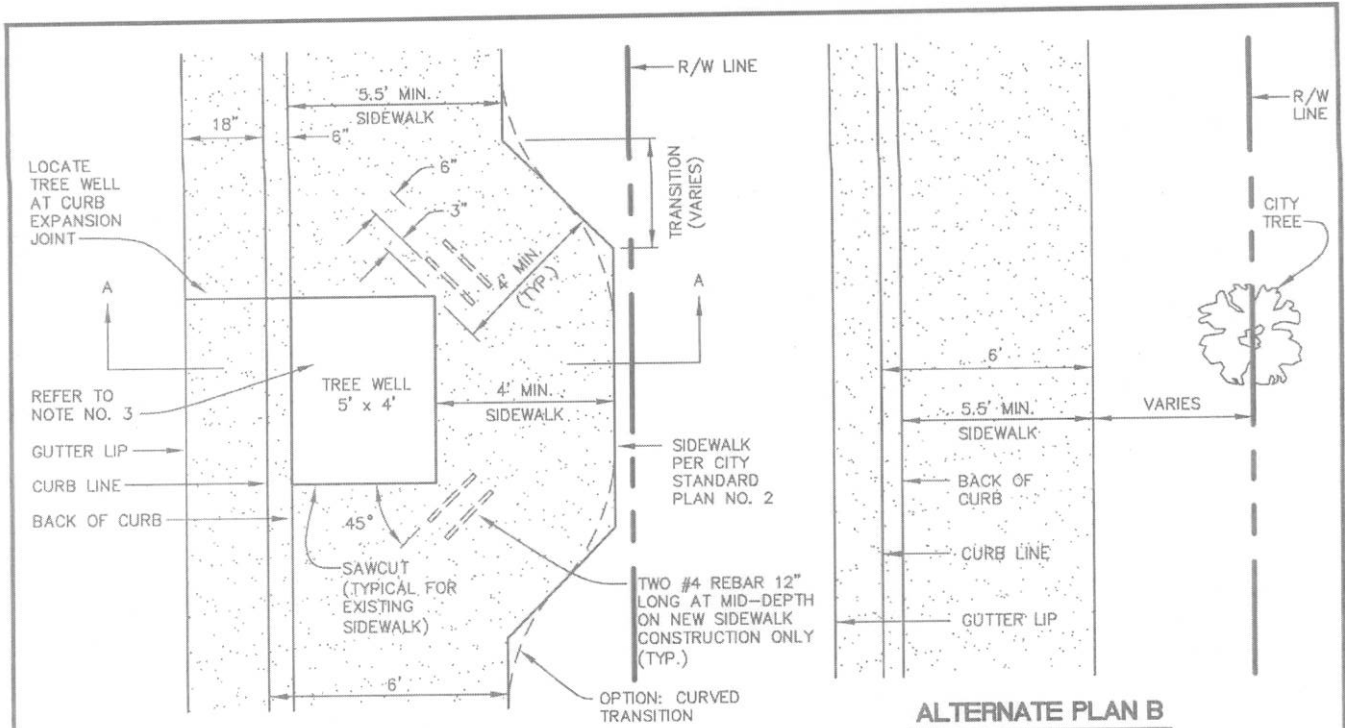 5.5' MIN.
SIDEWALK
18"
6"
R/W LINE
LOCATE
TREE WELL
AT CURB
EXPANSION
JOINT
6"
3"
TRANSITION
(VARIES)
4' MIN.
(TYP.)
A
A
REFER TO
NOTE NO. 3
TREE WELL
5' x 4'
4' MIN.
SIDEWALK
GUTTER LIP
CURB LINE
BACK OF CURB
45°
SAWCUT
(TYPICAL FOR
EXISTING
SIDEWALK)
SIDEWALK
PER CITY
STANDARD
PLAN NO. 2
TWO #4 REBAR 12"
LONG AT MID-DEPTH
ON NEW SIDEWALK
CONSTRUCTION ONLY
(TYP.)
6'
OPTION: CURVED
TRANSITION
R/W
LINE
CITY
TREE
6'
5.5' MIN.
SIDEWALK
VARIES
BACK OF
CURB
CURB LINE
GUTTER LIP
ALTERNATE PLAN B